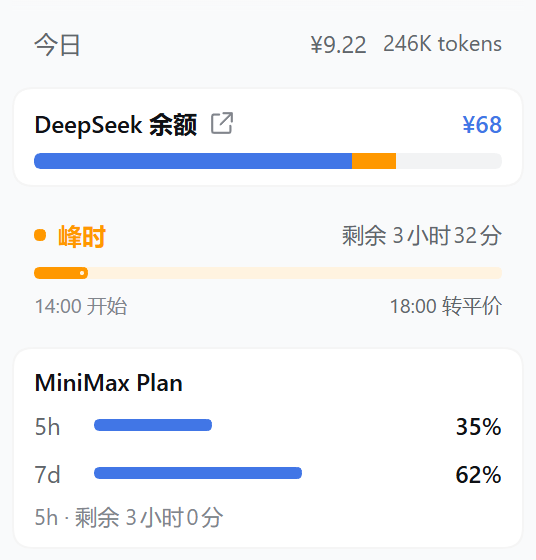 今日 ¥9.22 246K tokens
DeepSeek 余额 ¥68
峰时 剩余 3小时32分
14:00 开始 18:00 转平价
MiniMax Plan
5h 35%
7d 62%
5h · 剩余 3小时0分